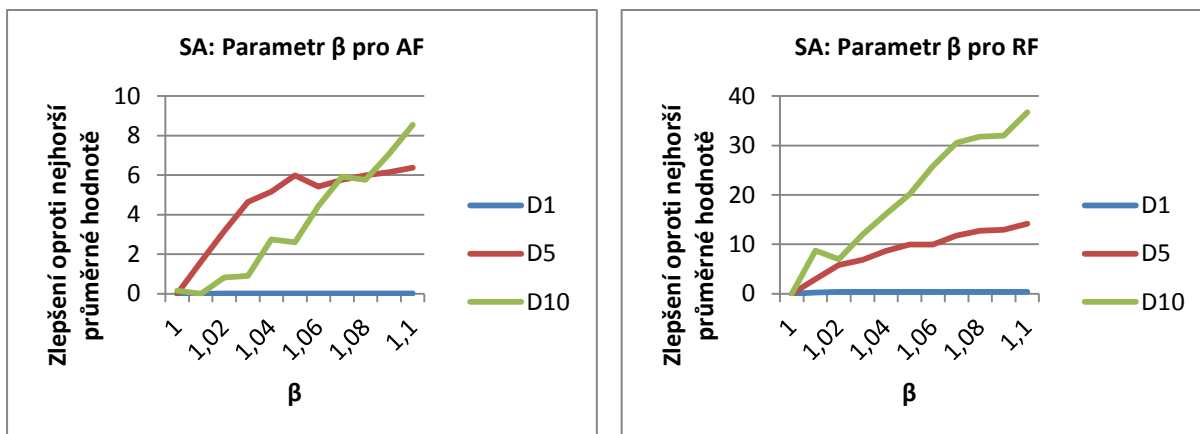 SA: Parametr β pro AF
Zlepšení oproti nejhorší
průměrné hodnotě
10
8
6
4
2
0
1
1,02
1,04
1,06
1,08
1,1
β
D1
D5
D10
SA: Parametr β pro RF
Zlepšení oproti nejhorší
průměrné hodnotě
40
30
20
10
0
1
1,02
1,04
1,06
1,08
1,1
β
D1
D5
D10